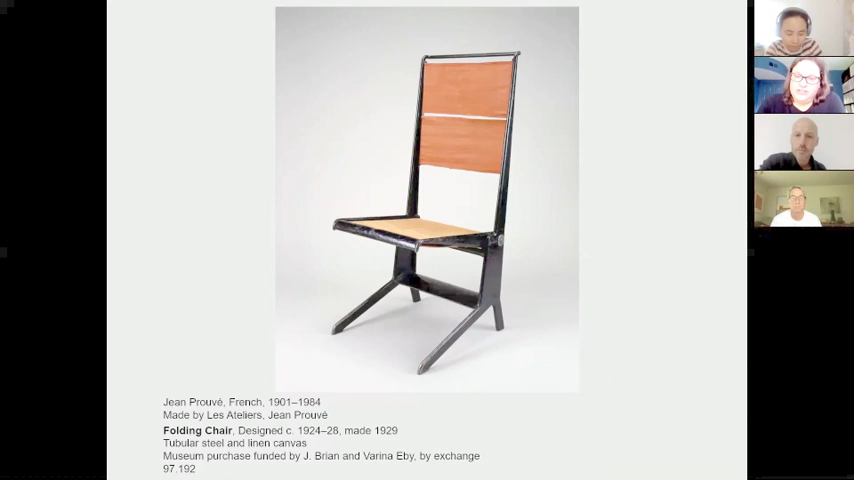 Jean Prouvé, French, 1901–1984
Made by Les Ateliers, Jean Prouvé
Folding Chair, Designed c. 1924–28, made 1929
Tubular steel and linen canvas
Museum purchase funded by J. Brian and Varina Eby, by exchange
97.192